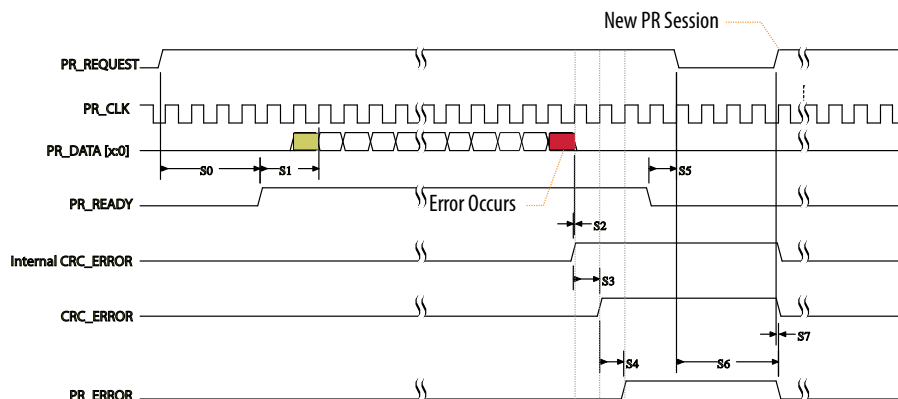 New PR Session
PR_REQUEST
PR_CLK
PR_DATA [x:0]
S0
S1
S5
PR_READY
Error Occurs
S2
Internal CRC_ERROR
S3
CRC_ERROR
S7
S4
S6
PR_ERROR